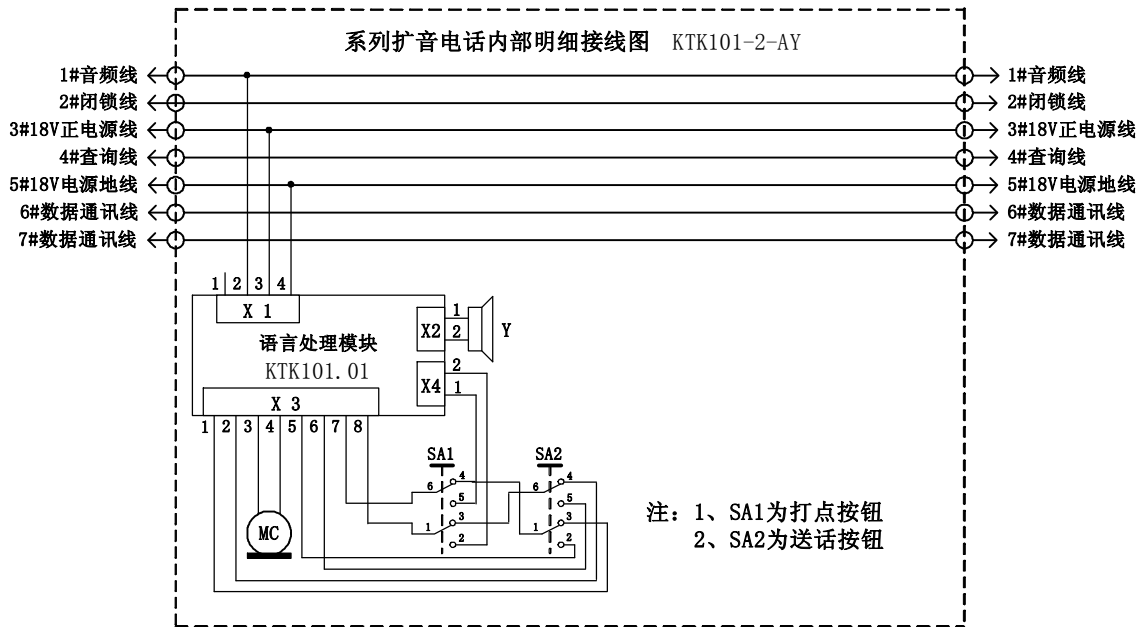 系列扩音电话内部明细接线图 KTK101-2-AY
1#音频线 1#音频线
2#闭锁线 2#闭锁线
3#18V正电源线 3#18V正电源线
4#查询线 4#查询线
5#18V电源地线 5#18V电源地线
6#数据通讯线 6#数据通讯线
7#数据通讯线 7#数据通讯线
1 2 3 4
X 1
X2 1 2 Y
语言处理模块
KTK101.01
X4 2 1
X 3
1 2 3 4 5 6 7 8
SA1 SA2
6 4 6 4
5 5
1 3 1 3
2 2
MC
注：1、SA1为打点按钮
2、SA2为送话按钮